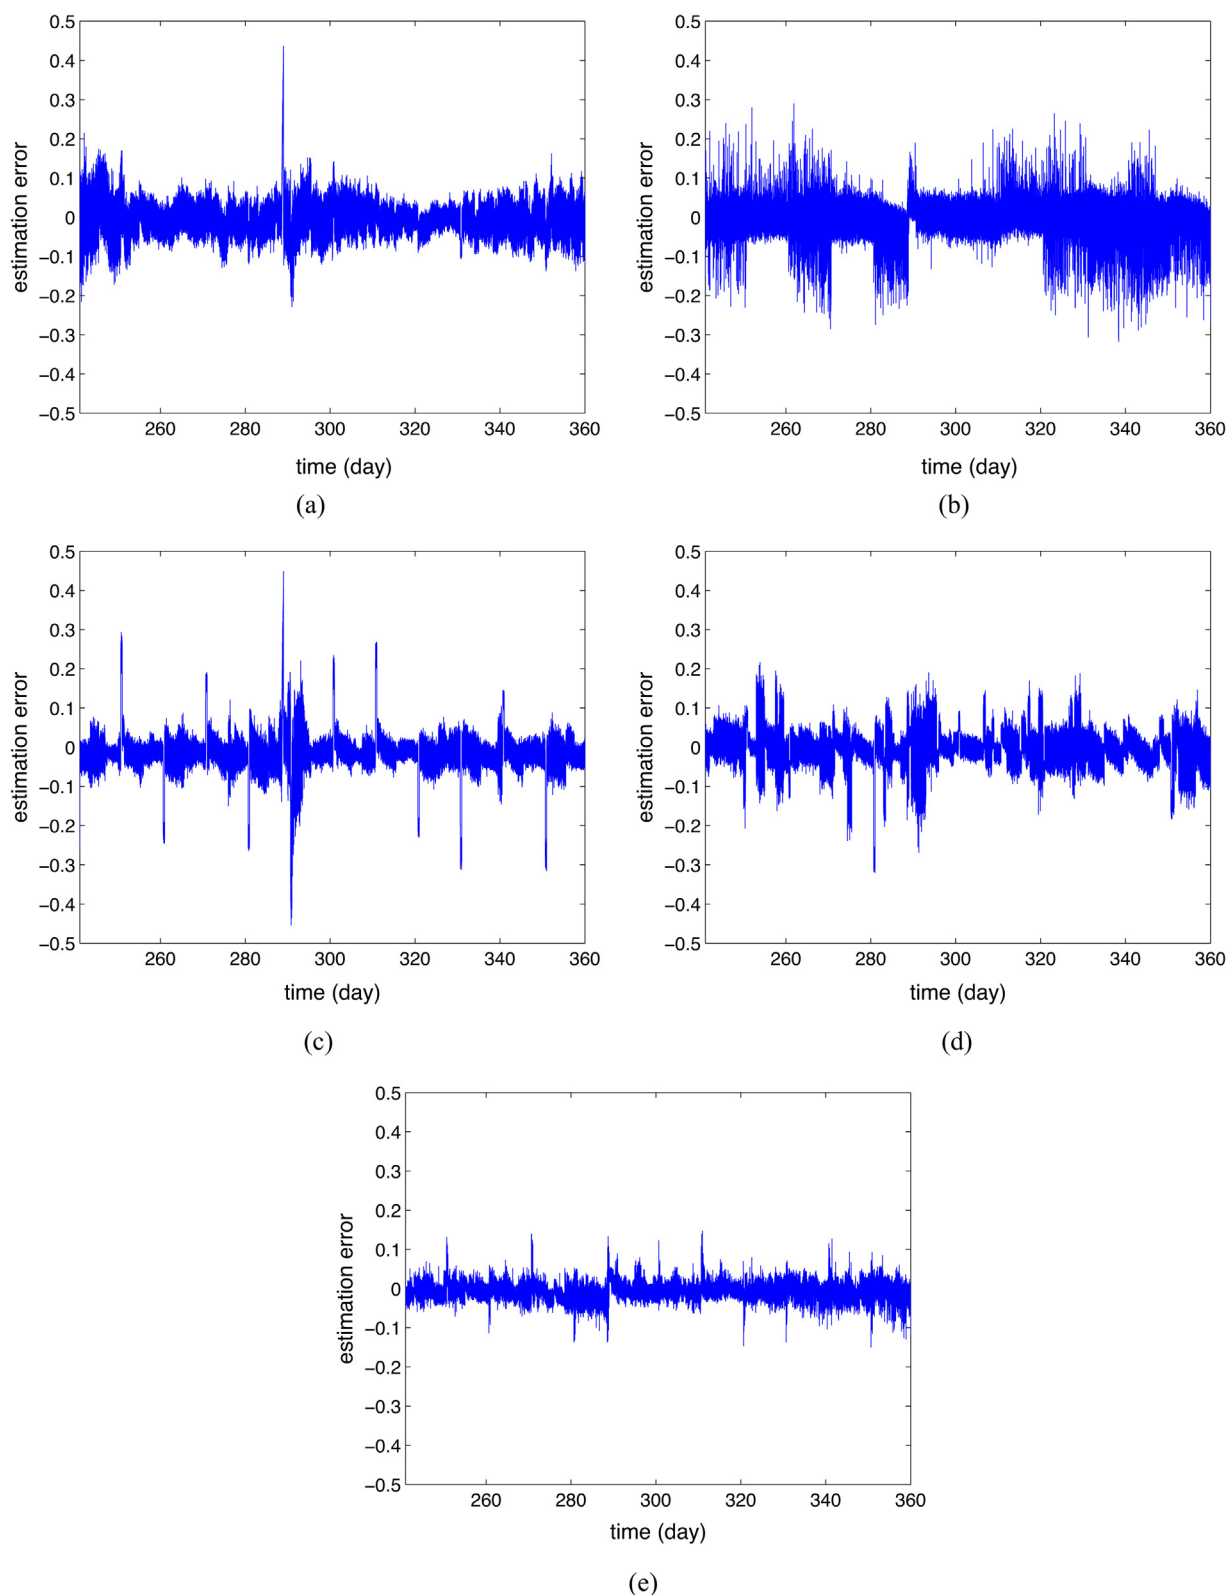 0.5 0.5
0.4 0.4
0.3 0.3
0.2 0.2
0.1 0.1
0 0
−0.1 −0.1
−0.2 −0.2
−0.3 −0.3
−0.4 −0.4
−0.5 −0.5
estimation error estimation error
260 280 300 320 340 360 260 280 300 320 340 360
time (day) time (day)
(a) (b)
0.5 0.5
0.4 0.4
0.3 0.3
0.2 0.2
0.1 0.1
0 0
−0.1 −0.1
−0.2 −0.2
−0.3 −0.3
−0.4 −0.4
−0.5 −0.5
estimation error estimation error
260 280 300 320 340 360 260 280 300 320 340 360
time (day) time (day)
(c) (d)
0.5
0.4
0.3
0.2
0.1
0
−0.1
−0.2
−0.3
−0.4
−0.5
estimation error
260 280 300 320 340 360
time (day)
(e)